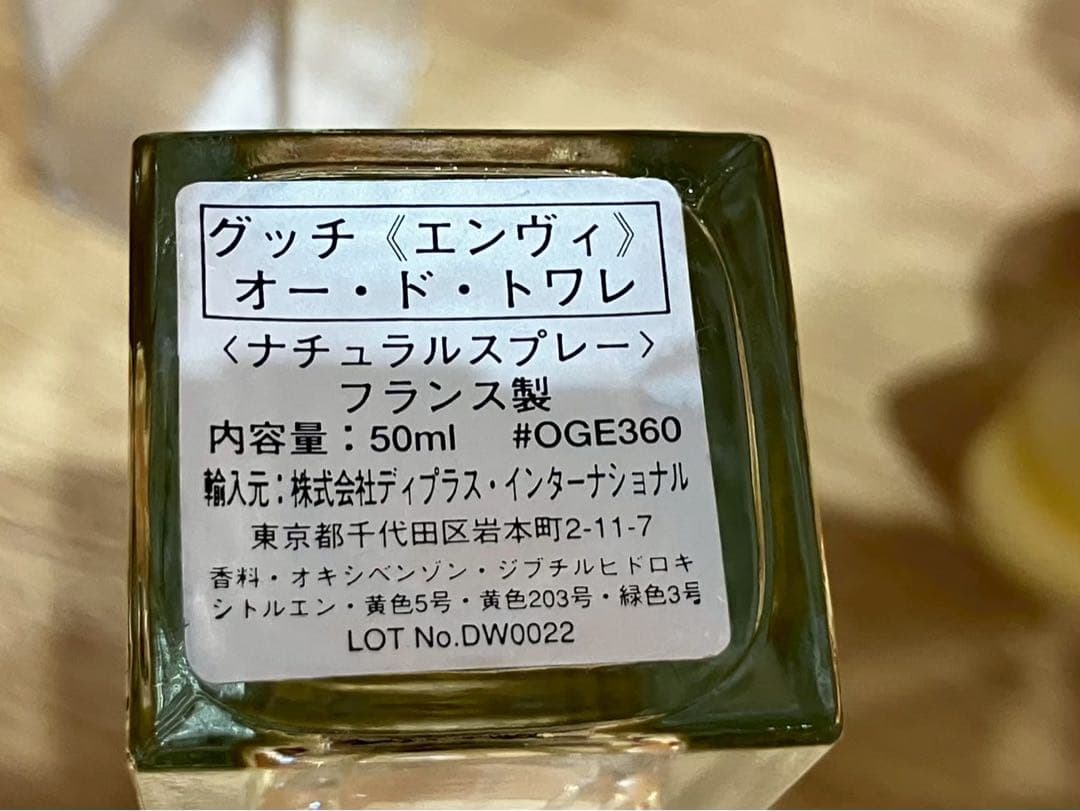 グッチ《エンヴィ》
オー・ド・トワレ
〈ナチュラルスプレー〉
フランス製
内容量：50ml #OGE360
輸入元：株式会社ディプラス・インターナショナル
東京都千代田区岩本町2-11-7
香料・オキシベンゾン・ジブチルヒドロキ
シトルエン・黄色5号・黄色203号・緑色3号
LOT No.DW0022